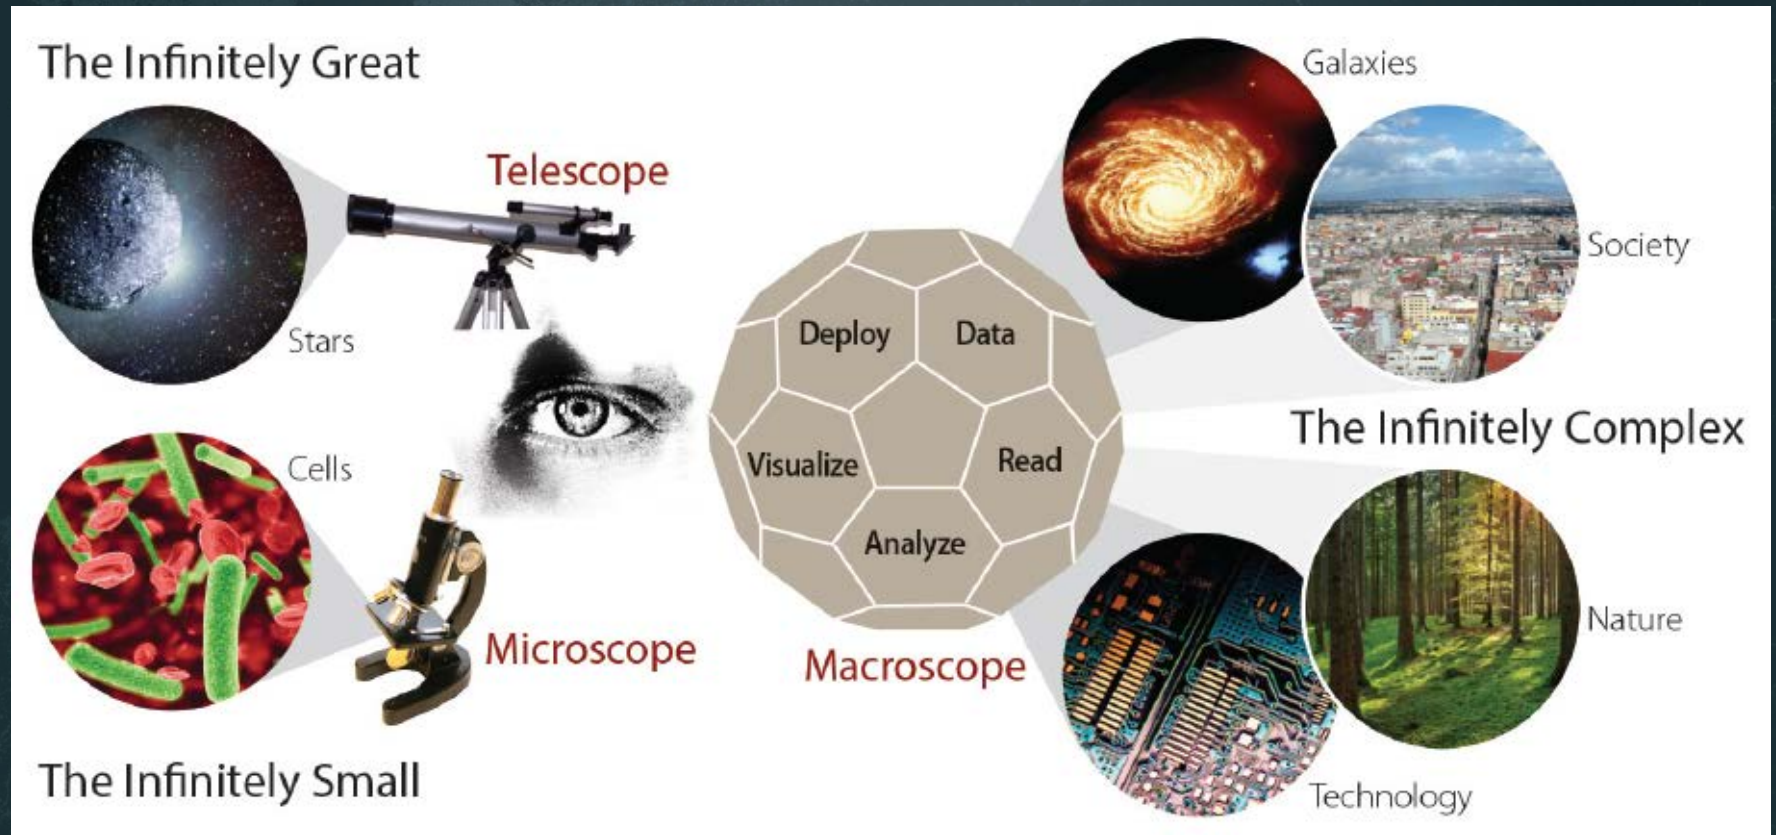 The Infinitely Great
Telescope
Stars
Cells
Microscope
The Infinitely Small
Deploy
Data
Visualize
Read
Analyze
Macroscope
Galaxies
Society
The Infinitely Complex
Nature
Technology